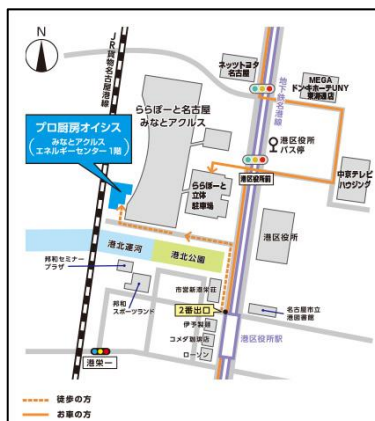 N
JR貨物名古屋港線
ネッツトヨタ
名古屋
地下鉄名港線
MEGA
ドンキホーテUNY
東海通店
ららぽーと名古屋
みなとアクルス
プロ厨房オイシス
みなとアクルス
エネルギーセンター1階
港区役所
バス停
港区役所前
中京テレビ
ハウジング
ららぽーと
立体
駐車場
港区役所
港北運河
港北公園
邦和セミナー
プラザ
邦和
スポーツランド
市営新港栄荘
2番出口
名古屋市立
港図書館
伊予製麺
コメダ珈琲店
ローソン
港区役所駅
港栄一
徒歩の方
お車の方